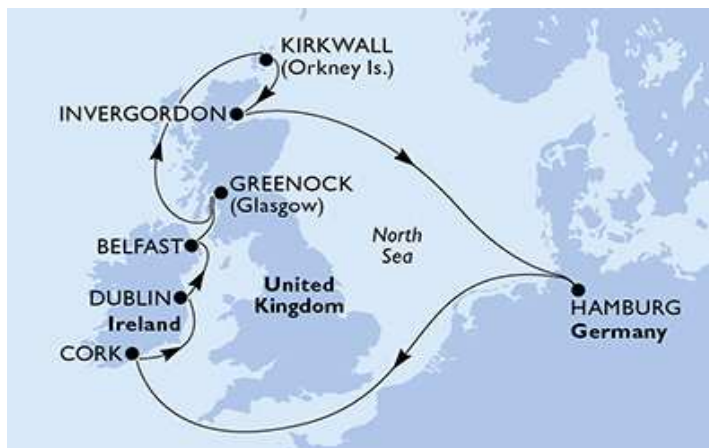 KIRKWALL
(Orkney Is.)
INVERGORDON
GREENOCK
(Glasgow)
BELFAST
North
Sea
United
Kingdom
DUBLIN
Ireland
HAMBURG
Germany
CORK